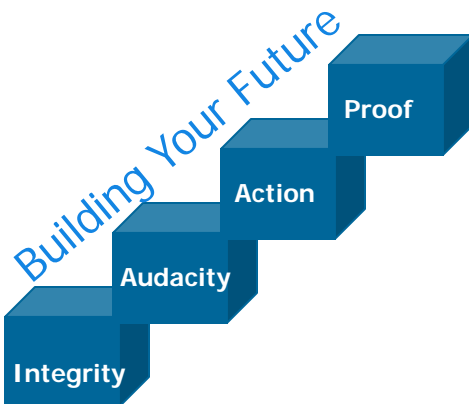 Building Your Future
Proof
Action
Audacity
Integrity